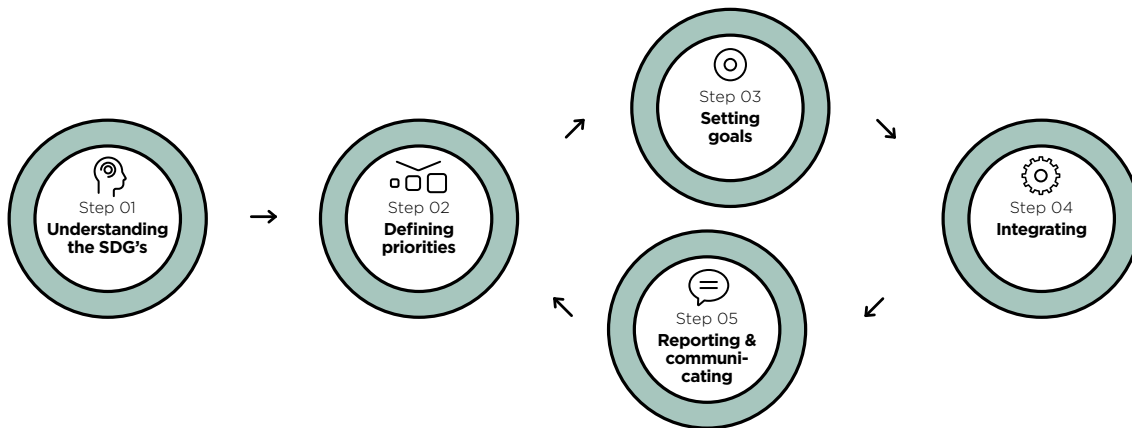 Step 01
Understanding
the SDG's
Step 02
Defining
priorities
Step 03
Setting
goals
Step 04
Integrating
Step 05
Reporting &
communi-
cating